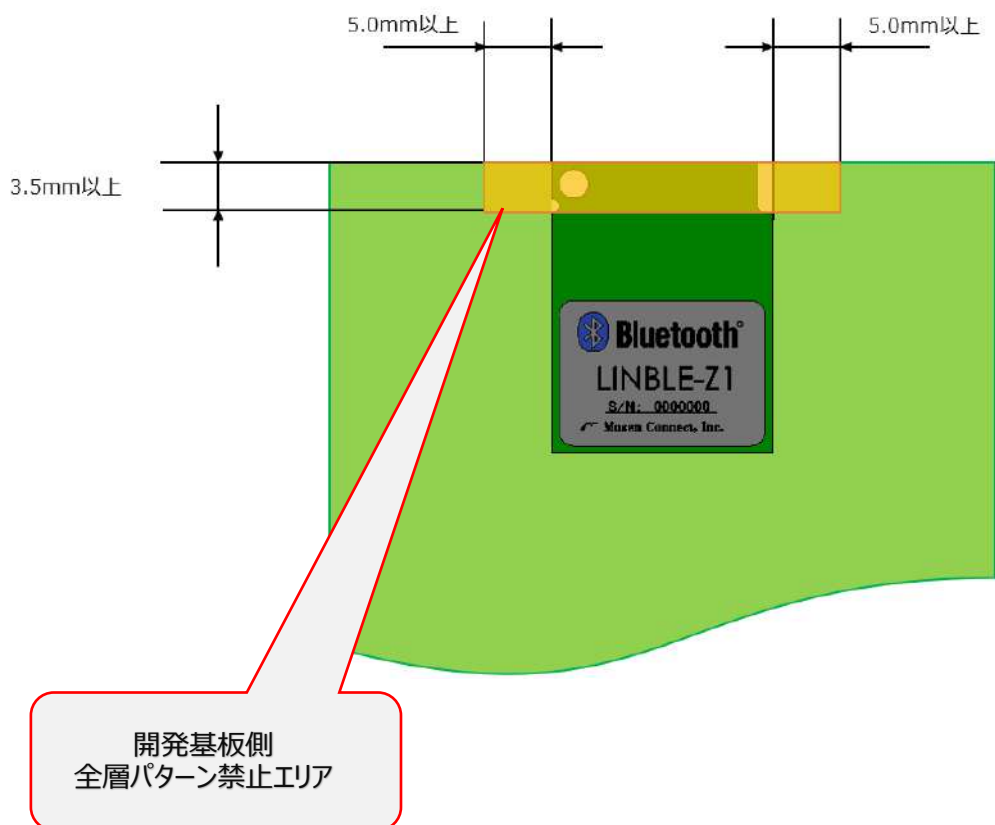 5.0mm以上
5.0mm以上
3.5mm以上
Bluetooth®
LINBLE-Z1
S/N: 0000000
Musen Connect, Inc.
開発基板側
全層パターン禁止エリア